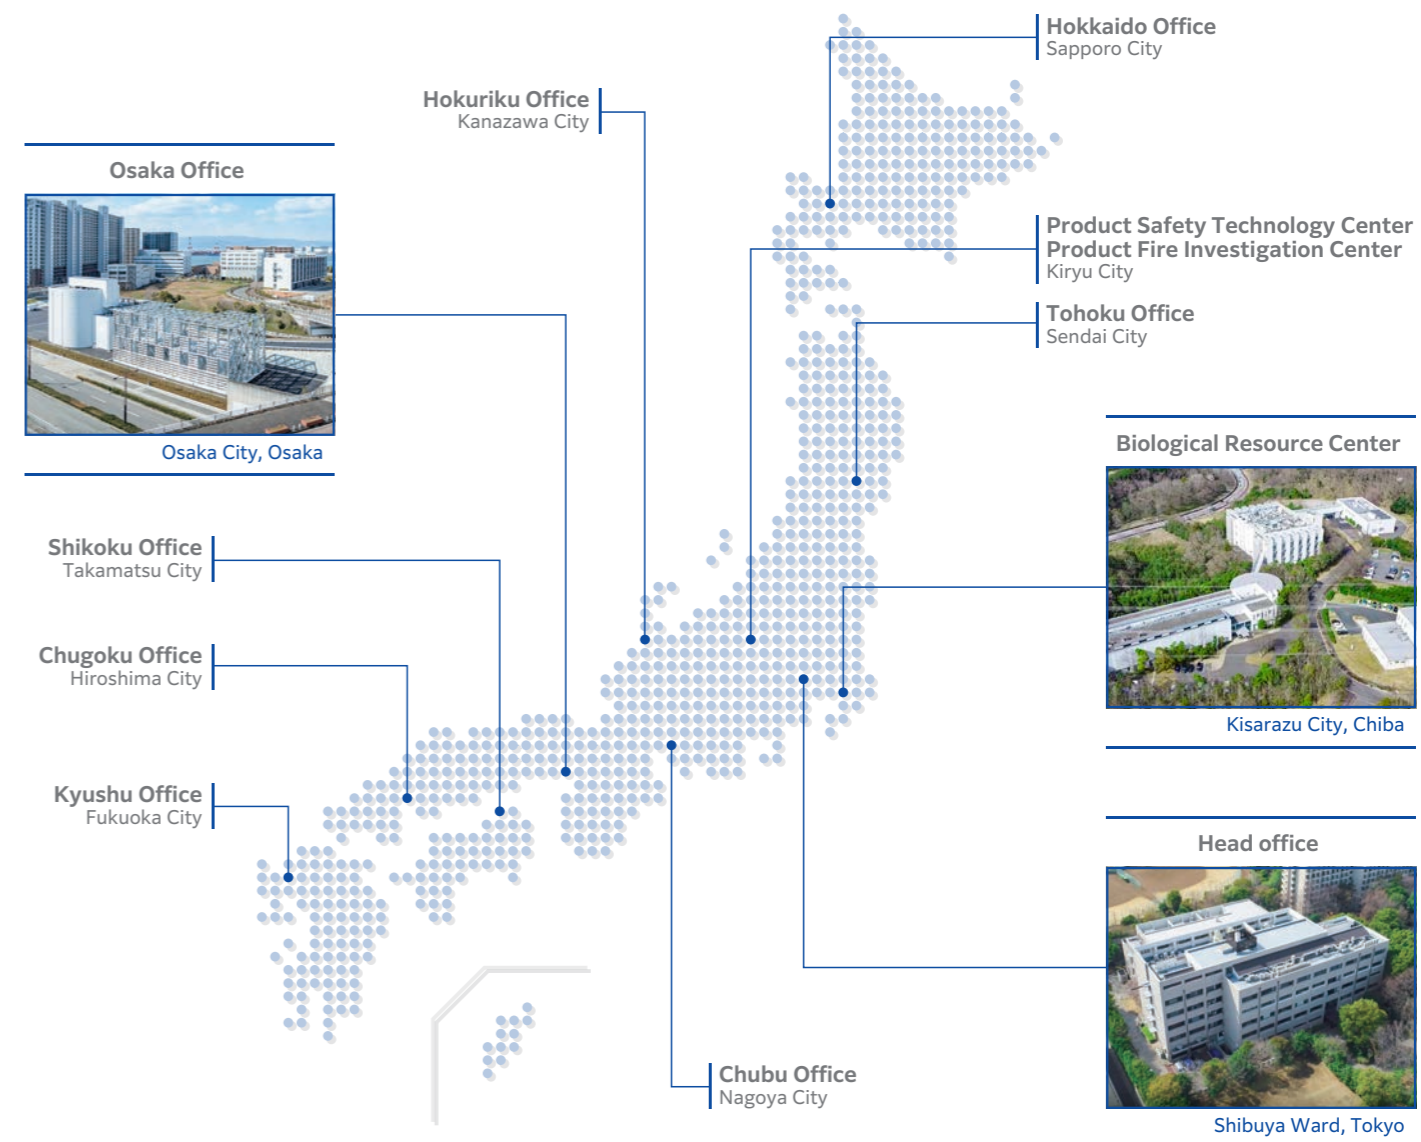 Hokkaido Office
Sapporo City
Hokuriku Office
Kanazawa City
Osaka Office
Osaka City, Osaka
Product Safety Technology Center
Product Fire Investigation Center
Kiryu City
Tohoku Office
Sendai City
Biological Resource Center
Kisarazu City, Chiba
Shikoku Office
Takamatsu City
Chugoku Office
Hiroshima City
Kyushu Office
Fukuoka City
Head office
Shibuya Ward, Tokyo
Chubu Office
Nagoya City